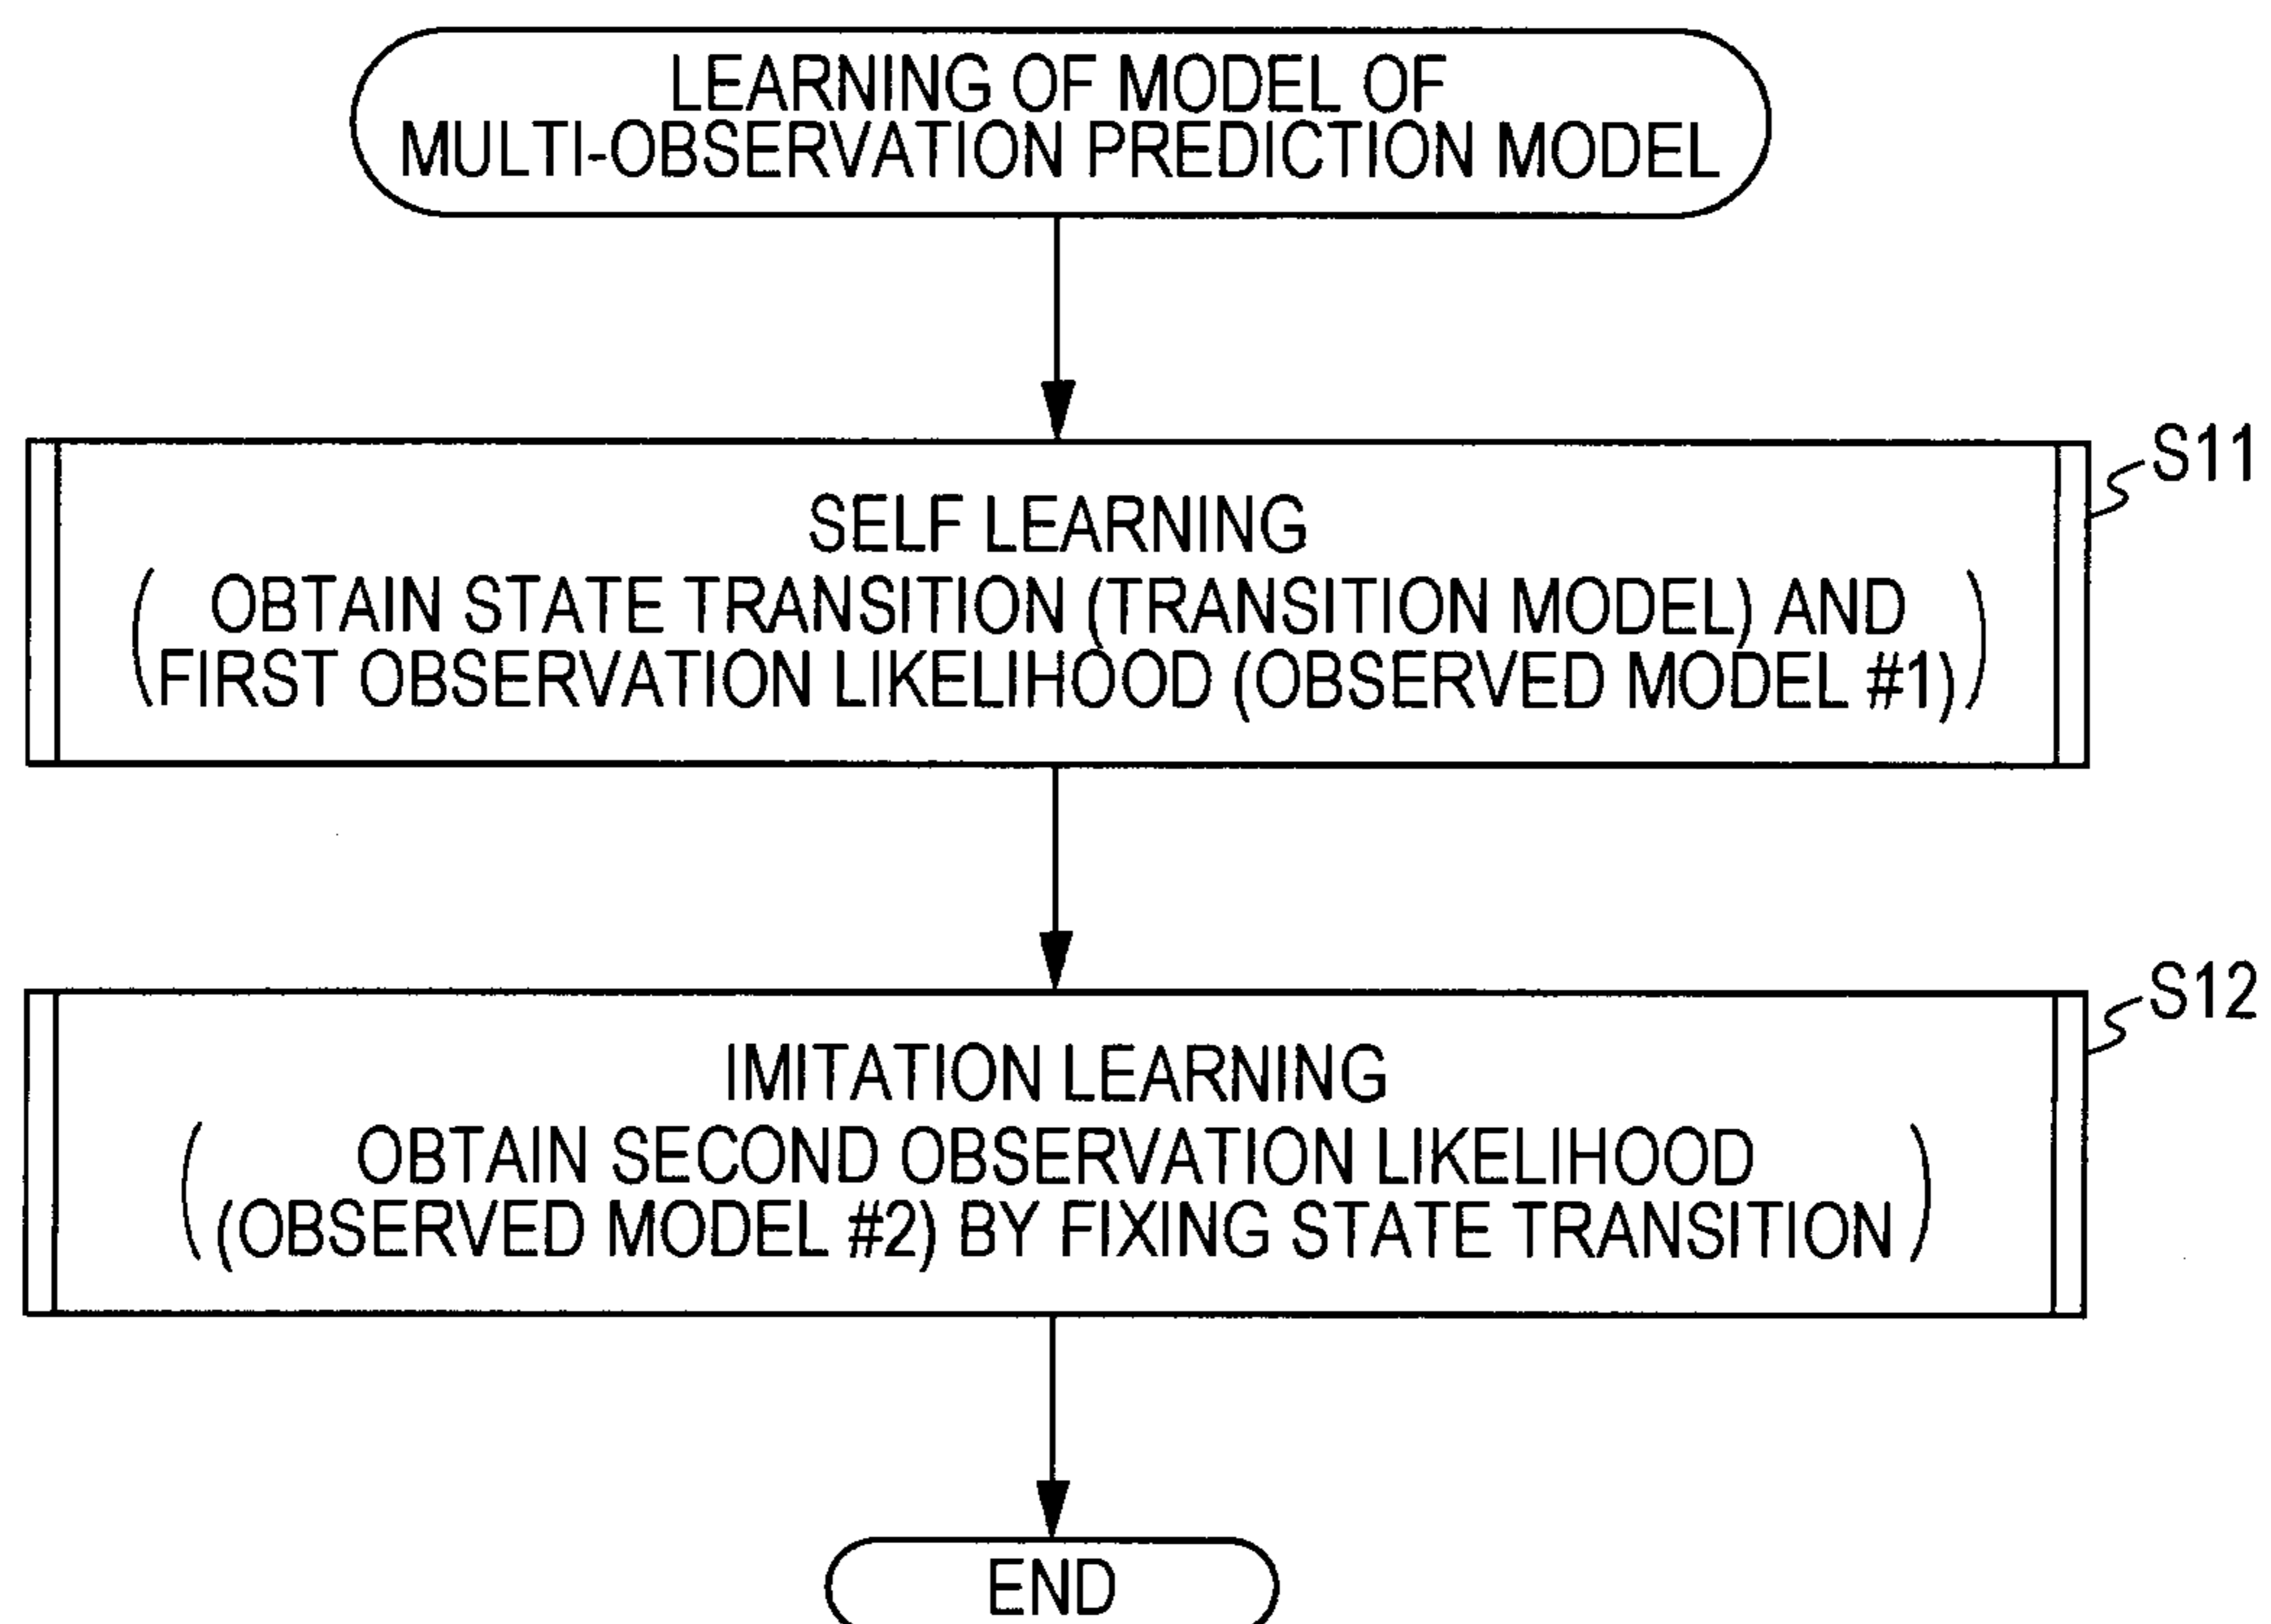 LEARNING OF MODEL OF
MULTI-OBSERVATION PREDICTION MODEL
S11
SELF LEARNING
(OBTAIN STATE TRANSITION (TRANSITION MODEL) AND
FIRST OBSERVATION LIKELIHOOD (OBSERVED MODEL #1))
S12
IMITATION LEARNING
(OBTAIN SECOND OBSERVATION LIKELIHOOD
(OBSERVED MODEL #2) BY FIXING STATE TRANSITION)
END